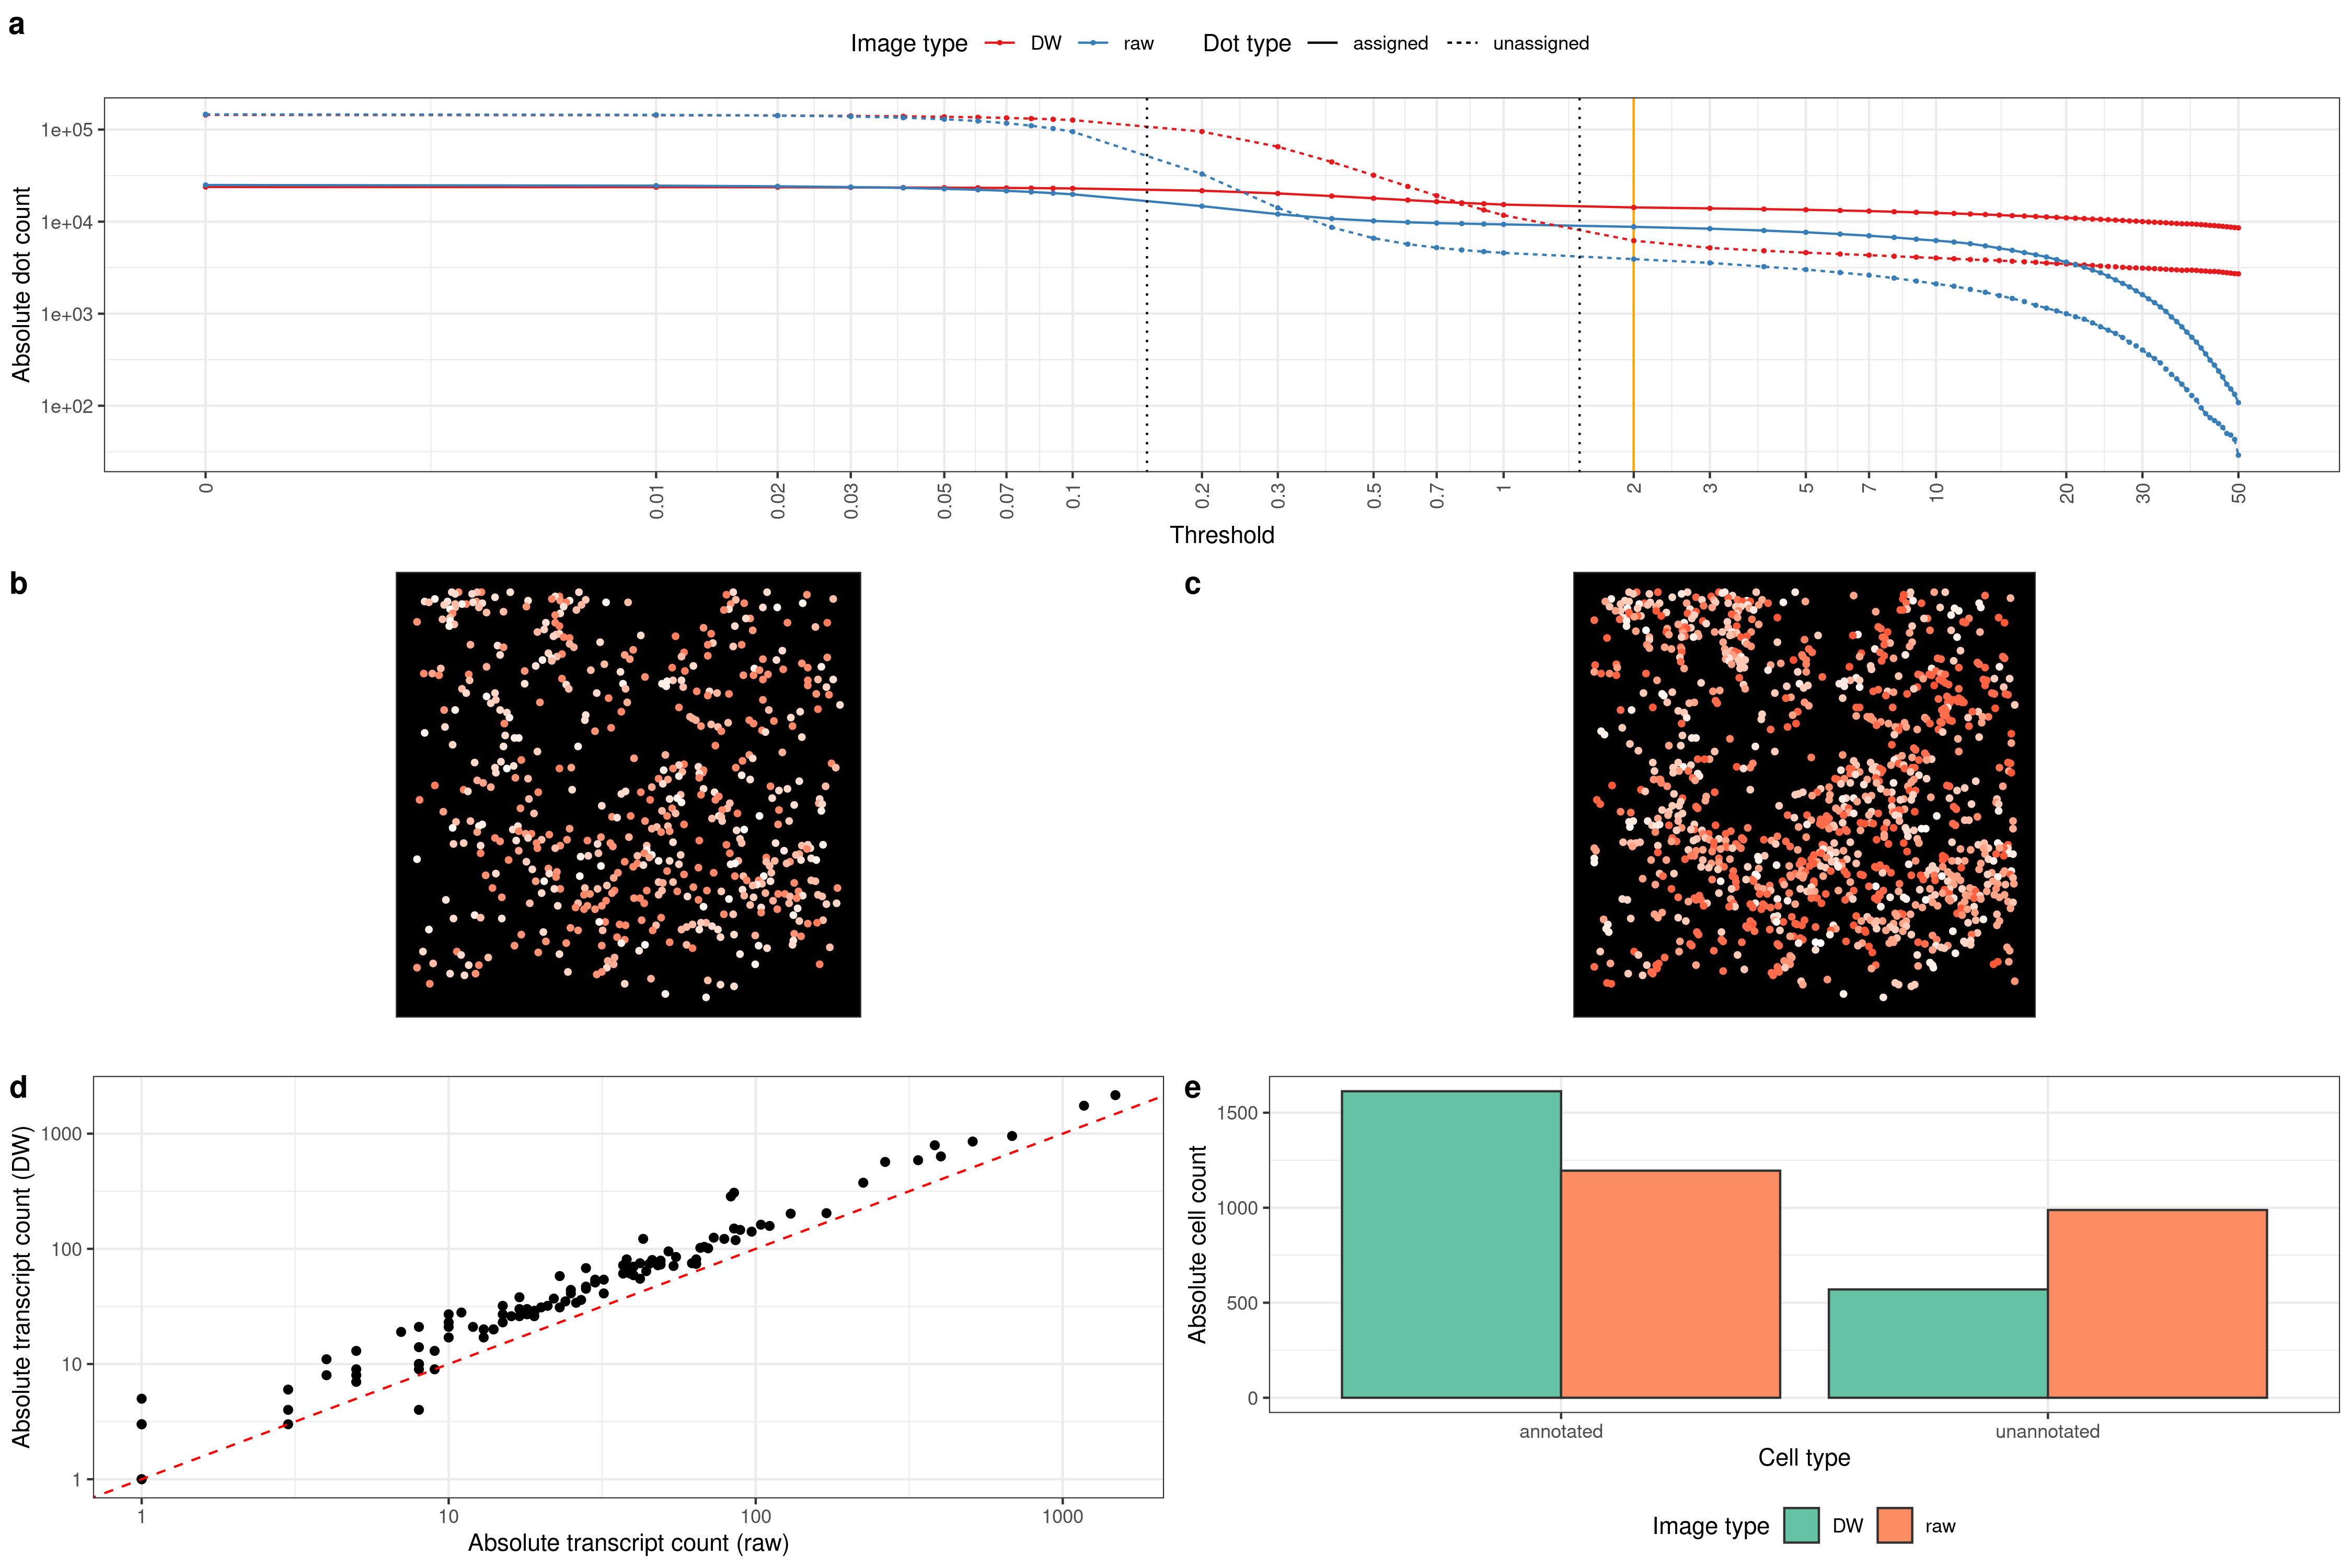 a
Image type DW raw Dot type assigned unassigned
Absolute dot count
1e+05
1e+04
1e+03
1e+02
0 0.01 0.02 0.03 0.05 0.07 0.1 0.2 0.3 0.5 0.7 1 2 3 5 7 10 20 30 50
Threshold
b
c
d
Absolute transcript count (DW)
1000
100
10
1
1 10 100 1000
Absolute transcript count (raw)
e
Absolute cell count
1500
1000
500
0
annotated unannotated
Cell type
Image type DW raw